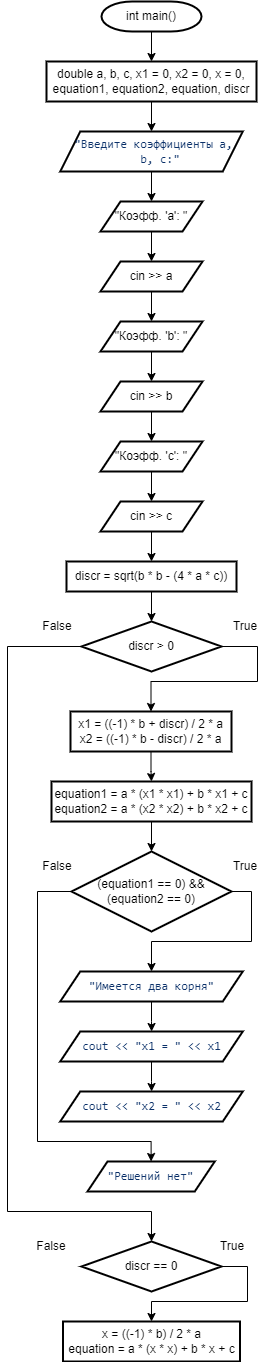 int main()
double a, b, c, x1 = 0, x2 = 0, x = 0,
equation1, equation2, equation, discr
"Введите коэффициенты a,
b, c:"
"Коэфф. 'a': "
cin >> a
"Коэфф. 'b': "
cin >> b
"Коэфф. 'c': "
cin >> c
discr = sqrt(b * b - (4 * a * c))
False
True
discr > 0
x1 = ((-1) * b + discr) / 2 * a
x2 = ((-1) * b - discr) / 2 * a
equation1 = a * (x1 * x1) + b * x1 + c
equation2 = a * (x2 * x2) + b * x2 + c
False
True
(equation1 == 0) &&
(equation2 == 0)
"Имеется два корня"
cout << "x1 = " << x1
cout << "x2 = " << x2
"Решений нет"
False
True
discr == 0
x = ((-1) * b) / 2 * a
equation = a * (x * x) + b * x + c